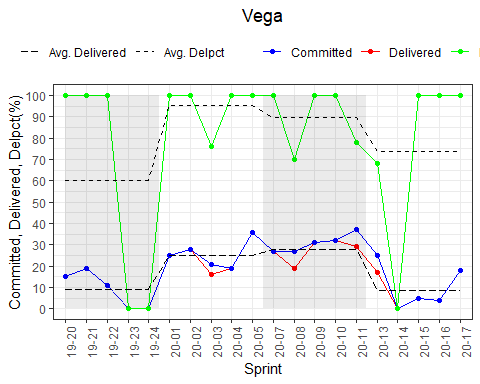 Vega
Avg. Delivered Avg. Delpct Committed Delivered
Committed, Delivered, Delpct(%)
100
90
80
70
60
50
40
30
20
10
0
19-20 19-21 19-22 19-23 19-24 20-01 20-02 20-03 20-04 20-05 20-07 20-08 20-09 20-10 20-11 20-13 20-14 20-15 20-16 20-17
Sprint